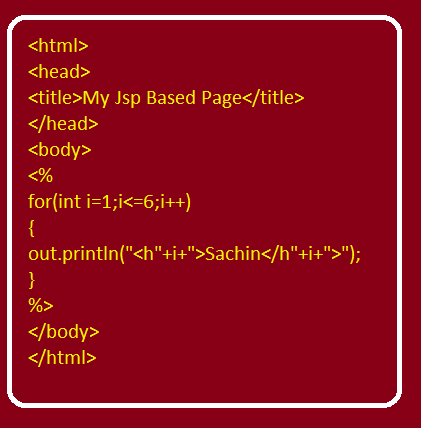 <html>
<head>
<title>My Jsp Based Page</title>
</head>
<body>
<%
for(int i=1;i<=6;i++)
{
out.println("<h"+i+">Sachin</h"+i+">");
}
%>
</body>
</html>